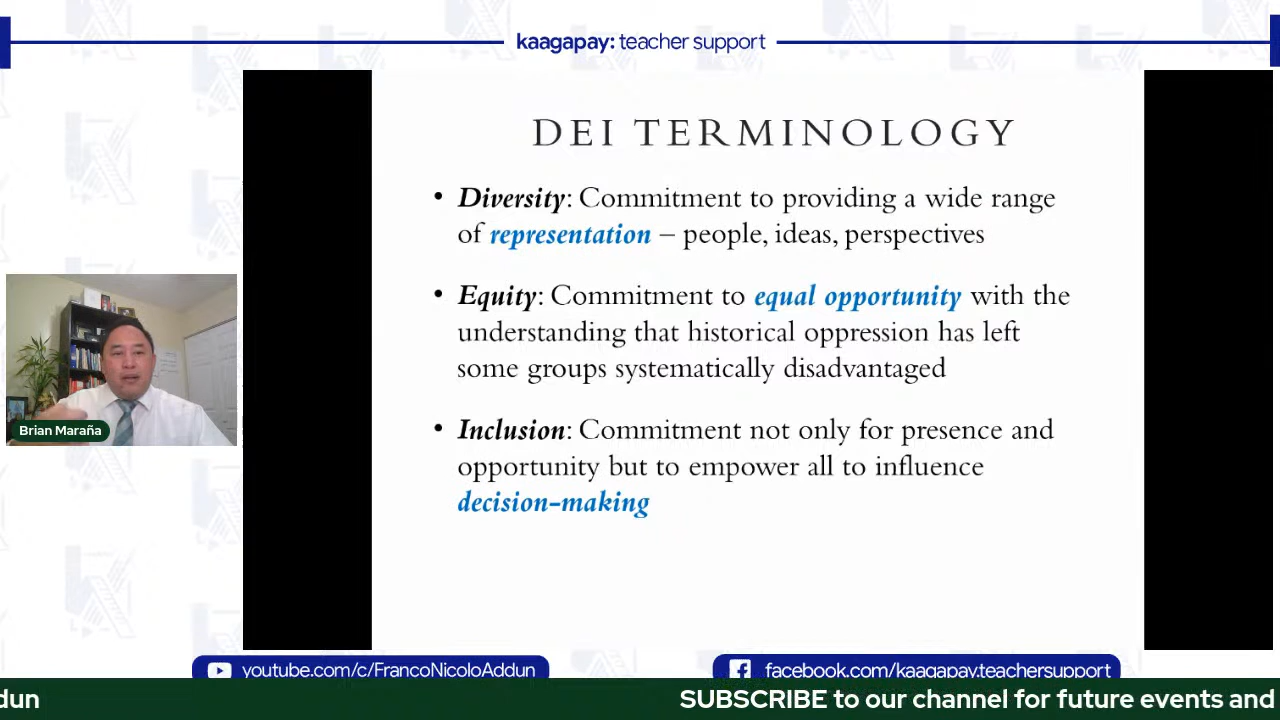 kaagapay: teacher support
DEI TERMINOLOGY
• Diversity: Commitment to providing a wide range
of representation – people, ideas, perspectives
• Equity: Commitment to equal opportunity with the
understanding that historical oppression has left
some groups systematically disadvantaged
• Inclusion: Commitment not only for presence and
opportunity but to empower all to influence
decision-making
Brian Maraña
youtube.com/c/FrancoNicoloAddun
facebook.com/kaagapay.teachersupport
dun
SUBSCRIBE to our channel for future events and